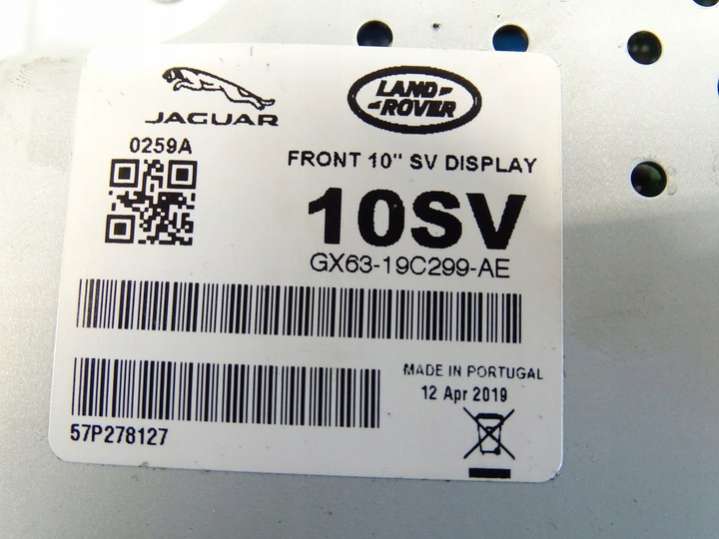 JAGUAR
LAND
ROVER
0259A
FRONT 10" SV DISPLAY
10SV
GX63-19C299-AE
MADE IN PORTUGAL
12 Apr 2019
57P278127